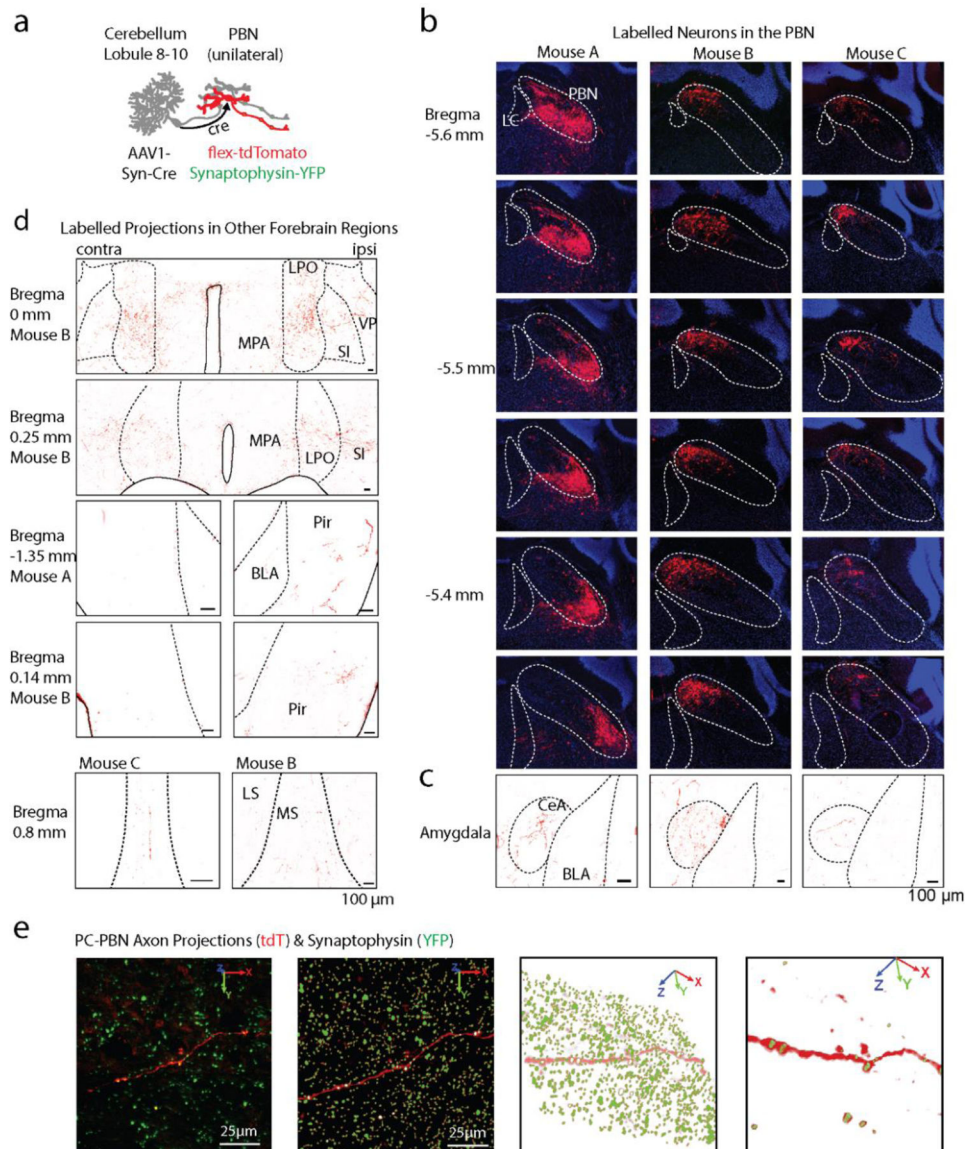 a
Cerebellum
Lobule 8-10
PBN
(unilateral)
cre
AAV1-
Syn-Cre
flex-tdTomato
Synaptophysin-YFP
b
Labelled Neurons in the PBN
Mouse A Mouse B Mouse C
Bregma
-5.6 mm
PBN
LC
-5.5 mm
-5.4 mm
c
Amygdala
CeA
BLA
100 µm
d
Labelled Projections in Other Forebrain Regions
contra ipsi
Bregma
0 mm
Mouse B
LPO
VP
MPA
SI
Bregma
0.25 mm
Mouse B
MPA
LPO
SI
Bregma
-1.35 mm
Mouse A
Pir
BLA
Bregma
0.14 mm
Mouse B
Pir
Mouse C Mouse B
Bregma
0.8 mm
LS
MS
100 µm
e
PC-PBN Axon Projections (tdT) & Synaptophysin (YFP)
Z X
Y
25µm
Z X
Y
25µm
Z Y X
Z Y X